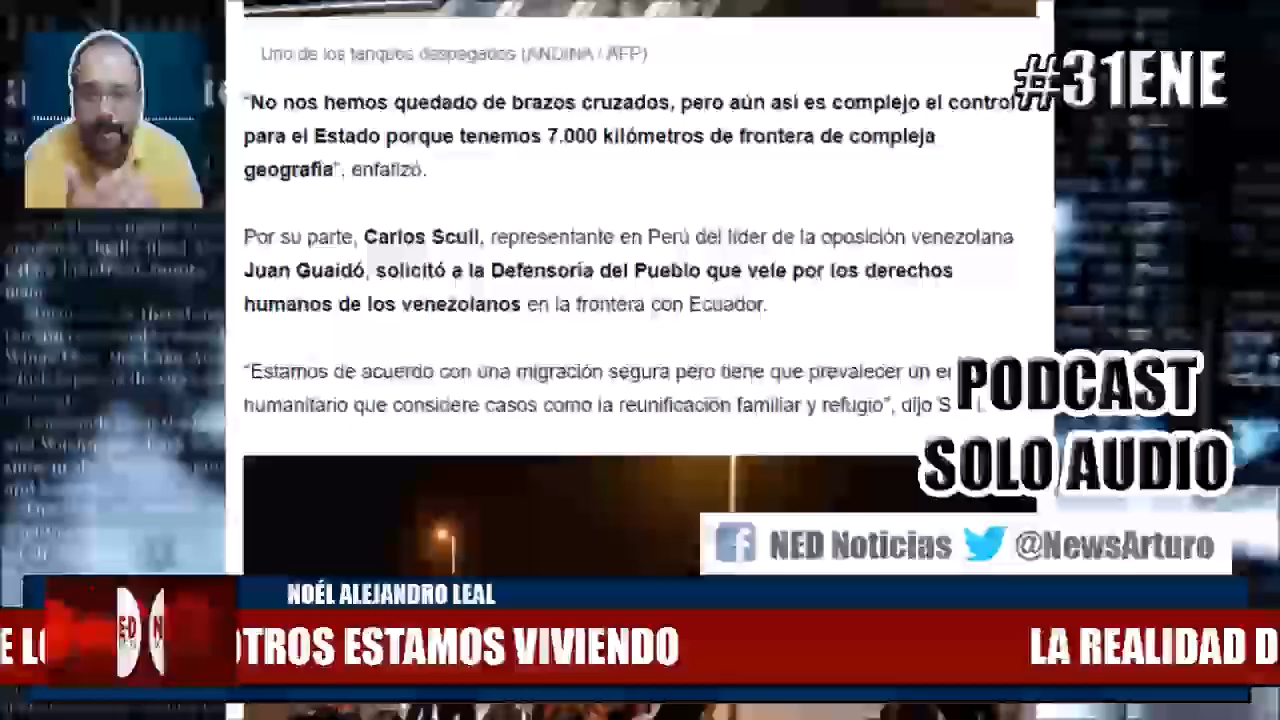 Uno de los tanques despegados (ANDINA / AFP)
#31ENE
“No nos hemos quedado de brazos cruzados, pero aún así es complejo el control
para el Estado porque tenemos 7.000 kilómetros de frontera de compleja
geografía”, enfatizó.
Por su parte, Carlos Scull, representante en Perú del líder de la oposición venezolana
Juan Guaidó, solicitó a la Defensoría del Pueblo que vele por los derechos
humanos de los venezolanos en la frontera con Ecuador.
“Estamos de acuerdo con una migración segura pero tiene que prevalecer un
humanitario que considere casos como la reunificación familiar y refugio”, dijo
PODCAST
SOLO AUDIO
NED Noticias @NewsArturo
NOÉL ALEJANDRO LEAL
OTROS ESTAMOS VIVIENDO LA REALIDAD D